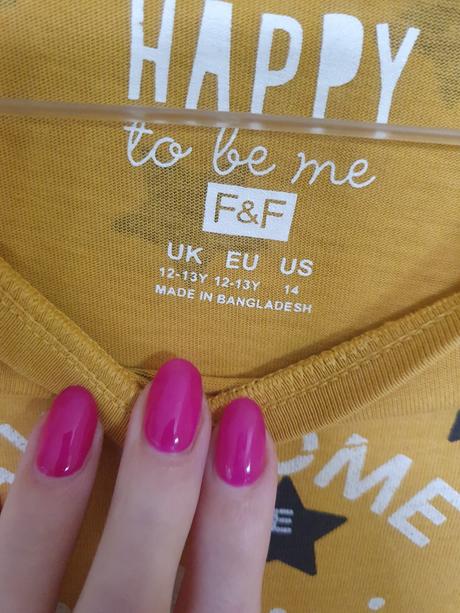 HAPPY
to be me
F&F
UK EU US
12-13Y 12-13Y 14
MADE IN BANGLADESH
OME